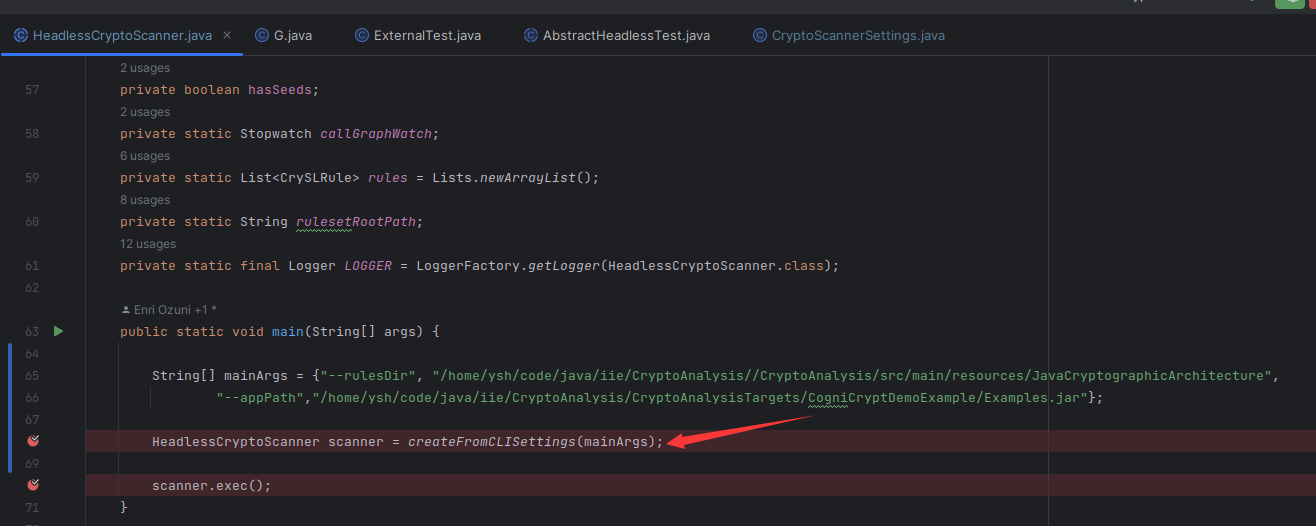 HeadlessCryptoScanner.java G.java ExternalTest.java AbstractHeadlessTest.java CryptoScannerSettings.java
2 usages
57 private boolean hasSeeds;
2 usages
58 private static Stopwatch callGraphWatch;
6 usages
59 private static List<CrySLRule> rules = Lists.newArrayList();
8 usages
60 private static String rulesetRootPath;
12 usages
61 private static final Logger LOGGER = LoggerFactory.getLogger(HeadlessCryptoScanner.class);
62
Enri Ozuni +1 *
63 public static void main(String[] args) {
64
65 String[] mainArgs = {"--rulesDir", "/home/ysh/code/java/iie/CryptoAnalysis//CryptoAnalysis/src/main/resources/JavaCryptographicArchitecture",
66 "--appPath","/home/ysh/code/java/iie/CryptoAnalysis/CryptoAnalysisTargets/CogniCryptDemoExample/Examples.jar"};
67
HeadlessCryptoScanner scanner = createFromCLISettings(mainArgs);
69
scanner.exec();
71 }